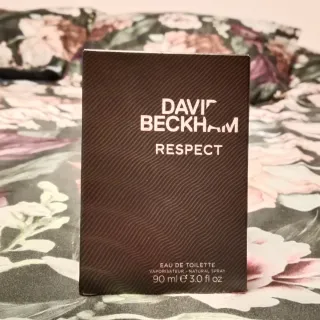 DAVID
BECKHAM
RESPECT
EAU DE TOILETTE
VAPORISATEUR - NATURAL SPRAY
90 ml ℮ 3.0 fl oz